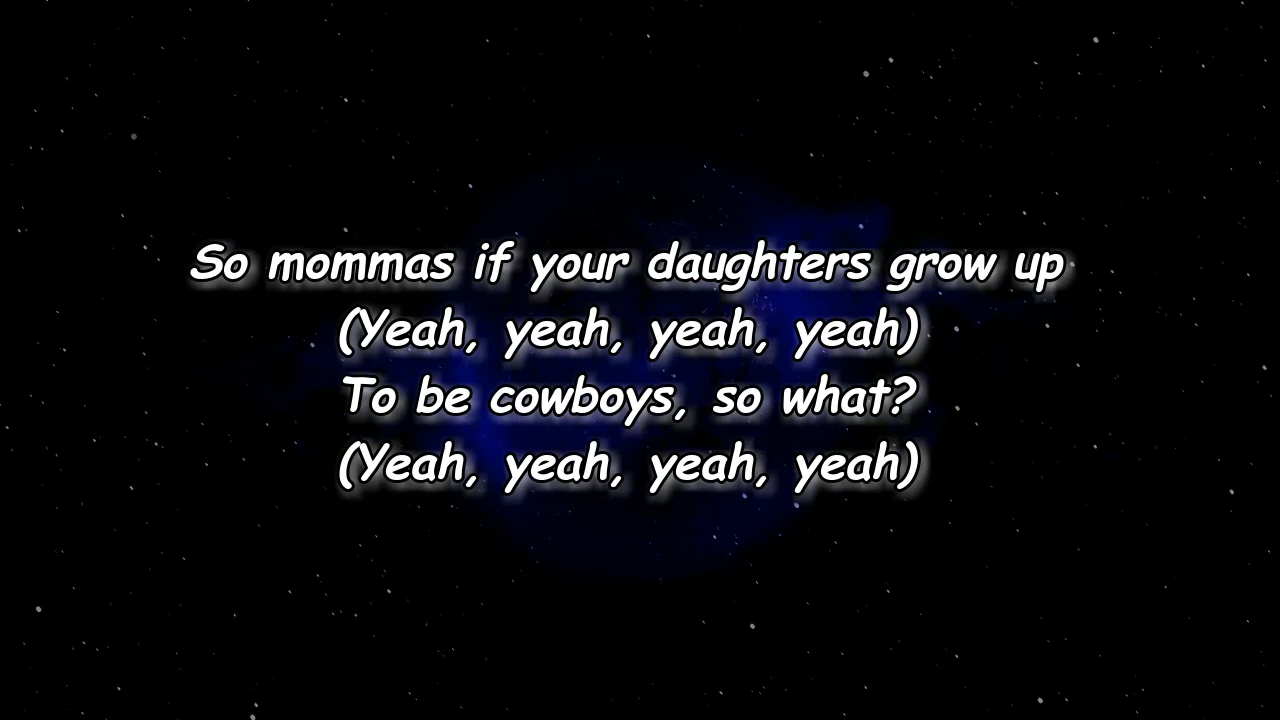 So mommas if your daughters grow up
(Yeah, yeah, yeah, yeah)
To be cowboys, so what?
(Yeah, yeah, yeah, yeah)